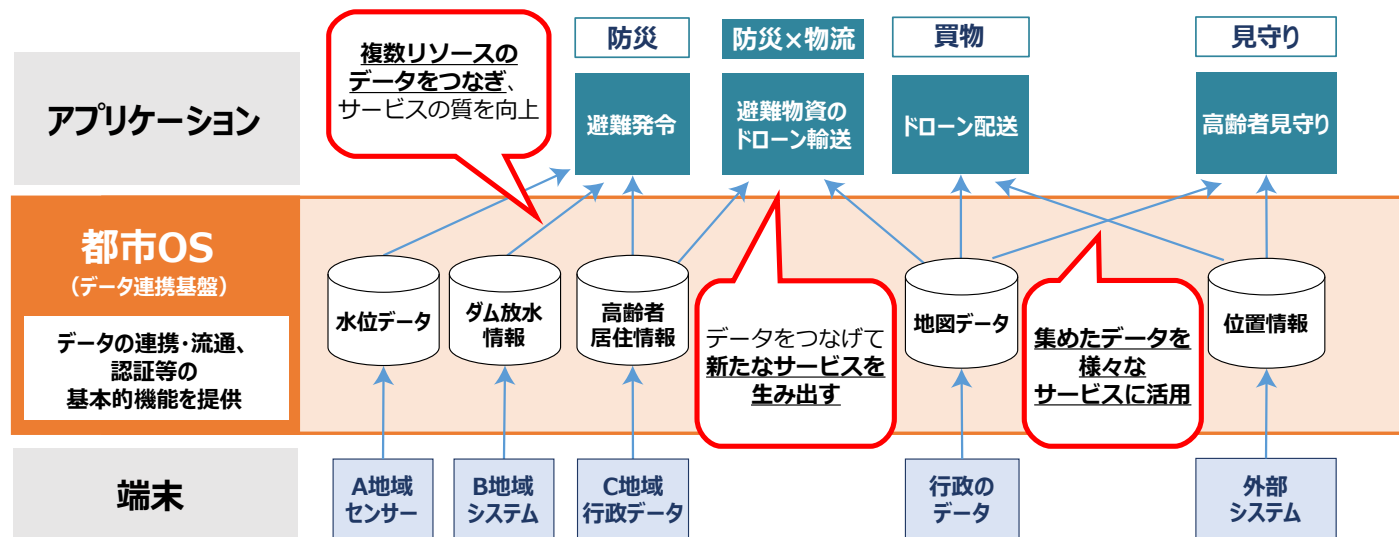 複数リソースの
データをつなぎ、
サービスの質を向上
防災
防災×物流
買物
見守り
アプリケーション
避難発令
避難物資の
ドローン輸送
ドローン配送
高齢者見守り
都市OS
（データ連携基盤）
データの連携・流通、
認証等の
基本的機能を提供
水位データ
ダム放水
情報
高齢者
居住情報
データをつなげて
新たなサービスを
生み出す
地図データ
集めたデータを
様々な
サービスに活用
位置情報
端末
A地域
センサー
B地域
システム
C地域
行政データ
行政の
データ
外部
システム